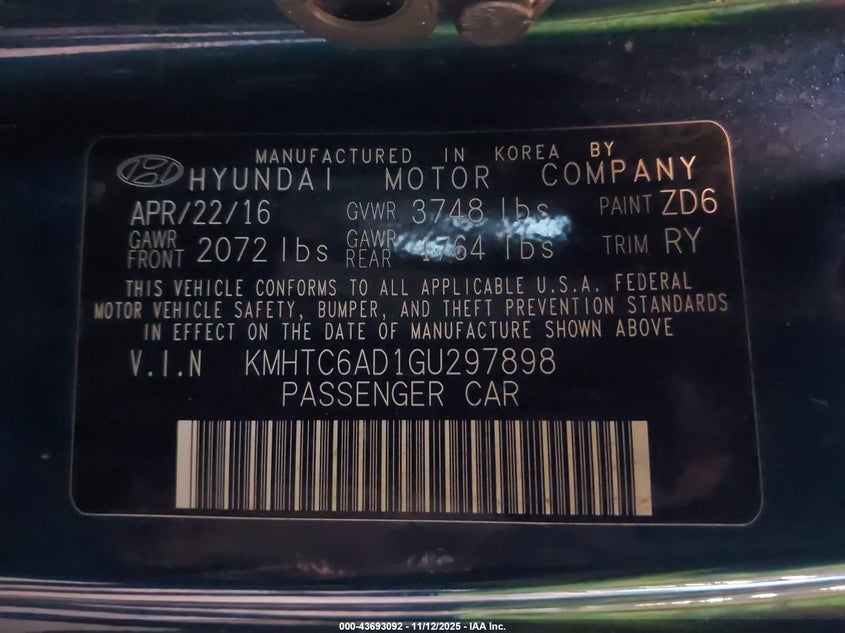 MANUFACTURED IN KOREA BY
HYUNDAI MOTOR COMPANY
APR/22/16 GVWR 3748 lbs PAINT ZD6
GAWR FRONT 2072 lbs GAWR REAR 1764 lbs TRIM RY
THIS VEHICLE CONFORMS TO ALL APPLICABLE U.S.A. FEDERAL
MOTOR VEHICLE SAFETY, BUMPER, AND THEFT PREVENTION STANDARDS
IN EFFECT ON THE DATE OF MANUFACTURE SHOWN ABOVE
V.I.N KMHTC6AD1GU297898
PASSENGER CAR
000-43693092 - 11/12/2025 - IAA Inc.